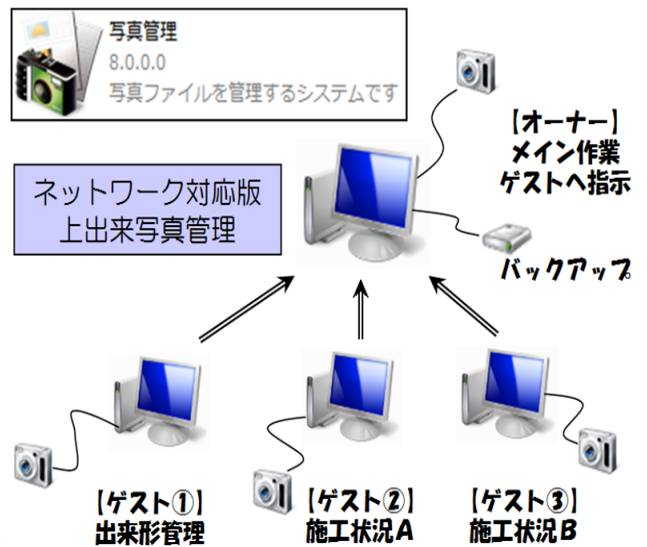 写真管理
8.0.0.0
写真ファイルを管理するシステムです
ネットワーク対応版
上出来写真管理
【オーナー】
メイン作業
ゲストへ指示
バックアップ
【ゲスト①】
出来形管理
【ゲスト②】
施工状況A
【ゲスト③】
施工状況B